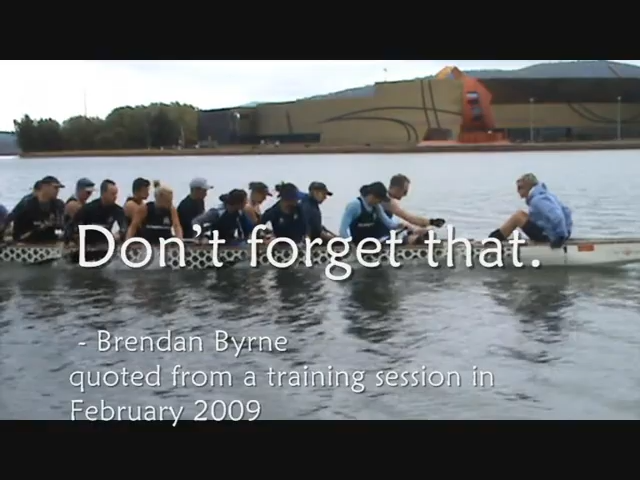 Don't forget that.
- Brendan Byrne
quoted from a training session in
February 2009